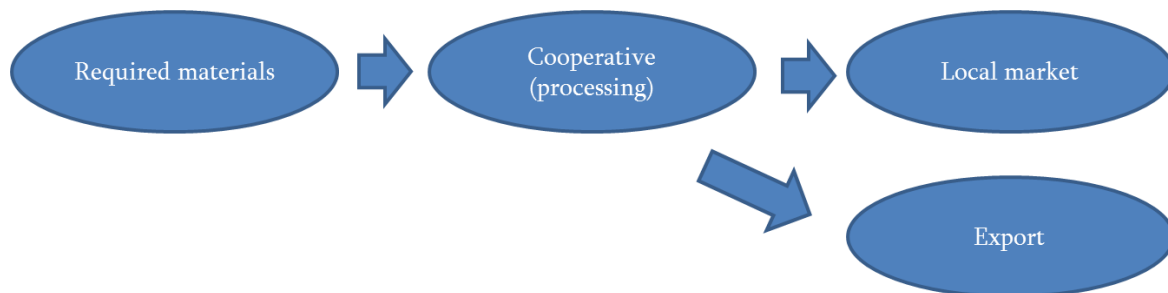 Required materials
Cooperative
(processing)
Local market
Export